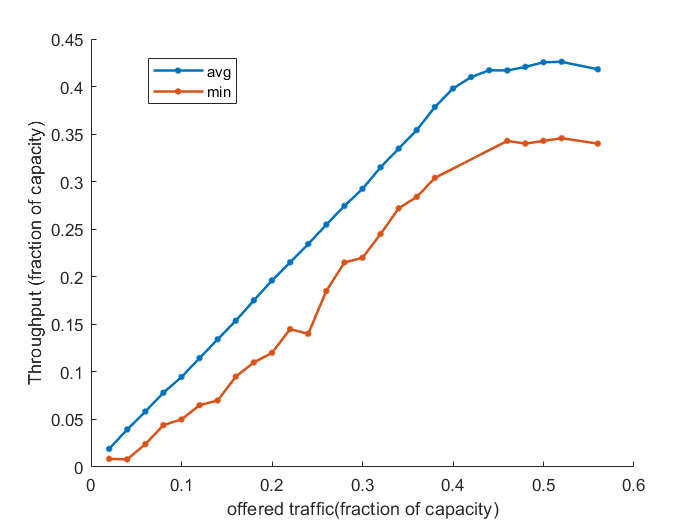 0.45
0.4
0.35
0.3
0.25
0.2
0.15
0.1
0.05
0
Throughput (fraction of capacity)
avg
min
0 0.1 0.2 0.3 0.4 0.5 0.6
offered traffic(fraction of capacity)